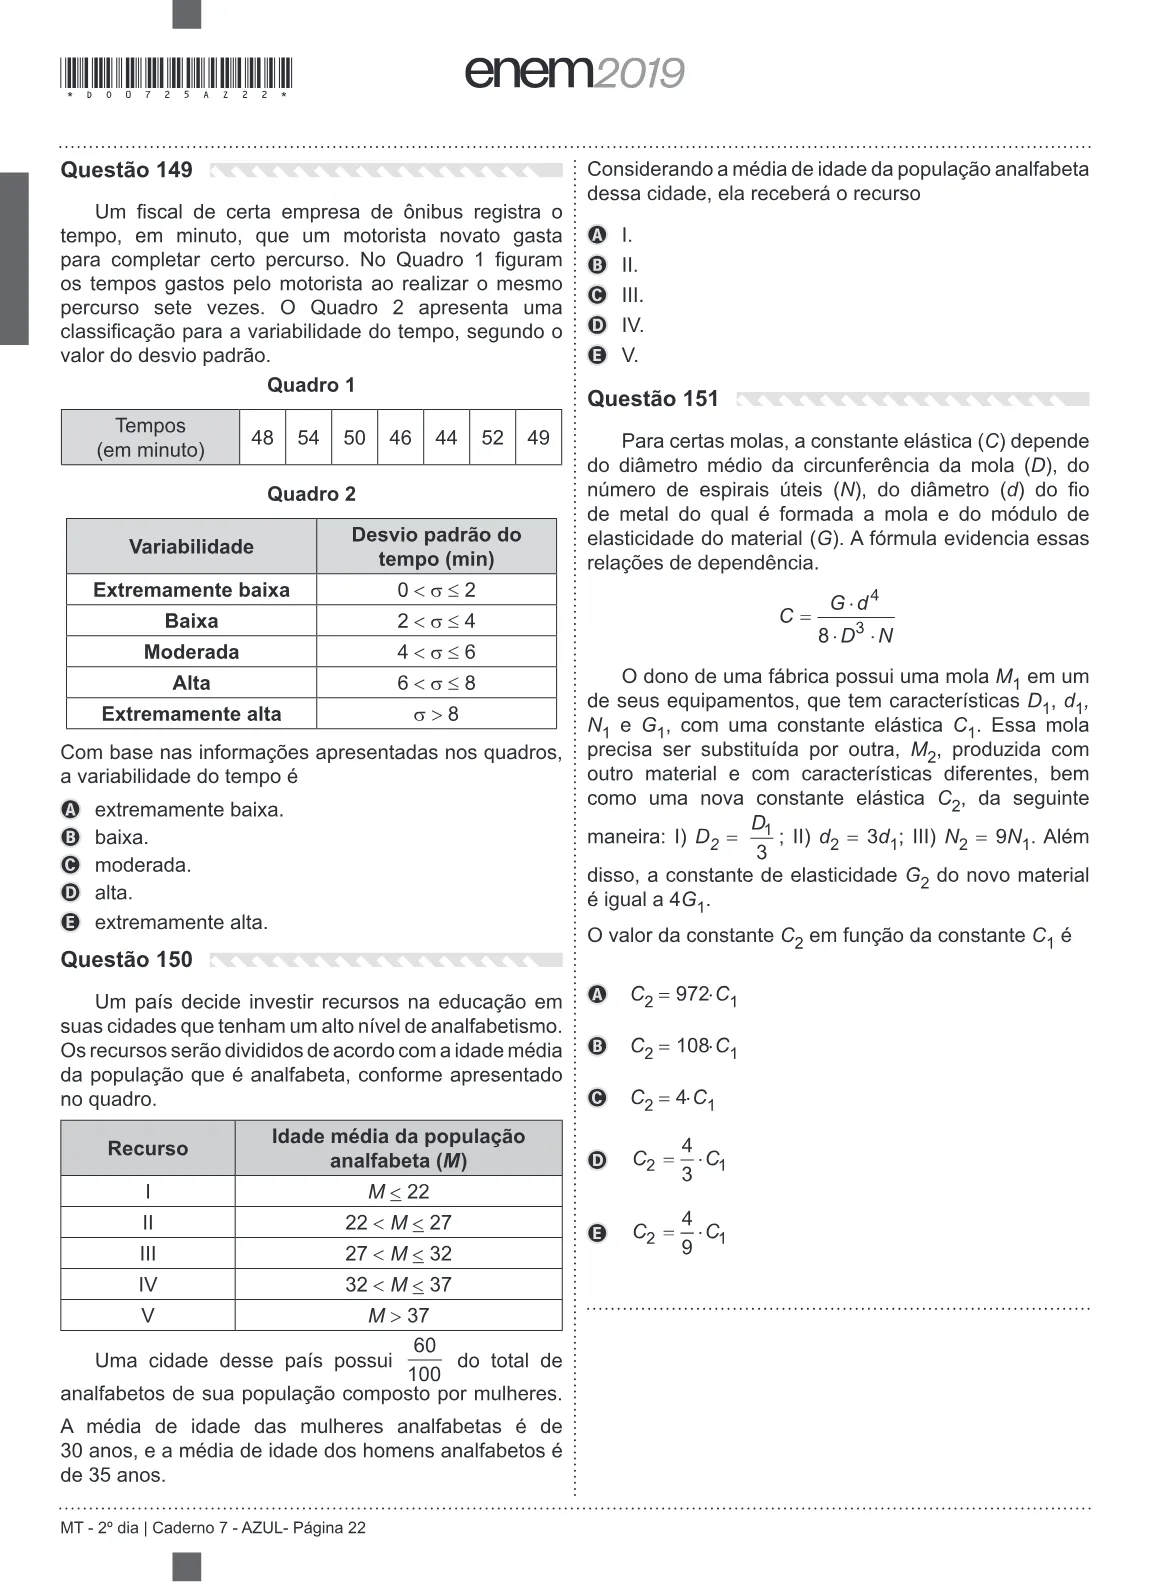 *D00725AZ22*
enem2019
Questão 149
Um fiscal de certa empresa de ônibus registra o
tempo, em minuto, que um motorista novato gasta
para completar certo percurso. No Quadro 1 figuram
os tempos gastos pelo motorista ao realizar o mesmo
percurso sete vezes. O Quadro 2 apresenta uma
classificação para a variabilidade do tempo, segundo o
valor do desvio padrão.
Quadro 1
Tempos
(em minuto) 48 54 50 46 44 52 49
Quadro 2
Variabilidade Desvio padrão do
tempo (min)
Extremamente baixa 0 < σ ≤ 2
Baixa 2 < σ ≤ 4
Moderada 4 < σ ≤ 6
Alta 6 < σ ≤ 8
Extremamente alta σ > 8
Com base nas informações apresentadas nos quadros,
a variabilidade do tempo é
A extremamente baixa.
B baixa.
C moderada.
D alta.
E extremamente alta.
Questão 150
Um país decide investir recursos na educação em
suas cidades que tenham um alto nível de analfabetismo.
Os recursos serão divididos de acordo com a idade média
da população que é analfabeta, conforme apresentado
no quadro.
Recurso Idade média da população
analfabeta (M)
I M ≤ 22
II 22 < M ≤ 27
III 27 < M ≤ 32
IV 32 < M ≤ 37
V M > 37
Uma cidade desse país possui 60/100 do total de
analfabetos de sua população composto por mulheres.
A média de idade das mulheres analfabetas é de
30 anos, e a média de idade dos homens analfabetos é
de 35 anos.
Considerando a média de idade da população analfabeta
dessa cidade, ela receberá o recurso
A I.
B II.
C III.
D IV.
E V.
Questão 151
Para certas molas, a constante elástica (C) depende
do diâmetro médio da circunferência da mola (D), do
número de espirais úteis (N), do diâmetro (d) do fio
de metal do qual é formada a mola e do módulo de
elasticidade do material (G). A fórmula evidencia essas
relações de dependência.
C = G · d⁴ / 8 · D³ · N
O dono de uma fábrica possui uma mola M₁ em um
de seus equipamentos, que tem características D₁, d₁,
N₁ e G₁, com uma constante elástica C₁. Essa mola
precisa ser substituída por outra, M₂, produzida com
outro material e com características diferentes, bem
como uma nova constante elástica C₂, da seguinte
maneira: I) D₂ = D₁/3 ; II) d₂ = 3d₁; III) N₂ = 9N₁. Além
disso, a constante de elasticidade G₂ do novo material
é igual a 4G₁.
O valor da constante C₂ em função da constante C₁ é
A C₂ = 972·C₁
B C₂ = 108·C₁
C C₂ = 4·C₁
D C₂ = 4/3 · C₁
E C₂ = 4/9 · C₁
MT - 2º dia | Caderno 7 - AZUL- Página 22